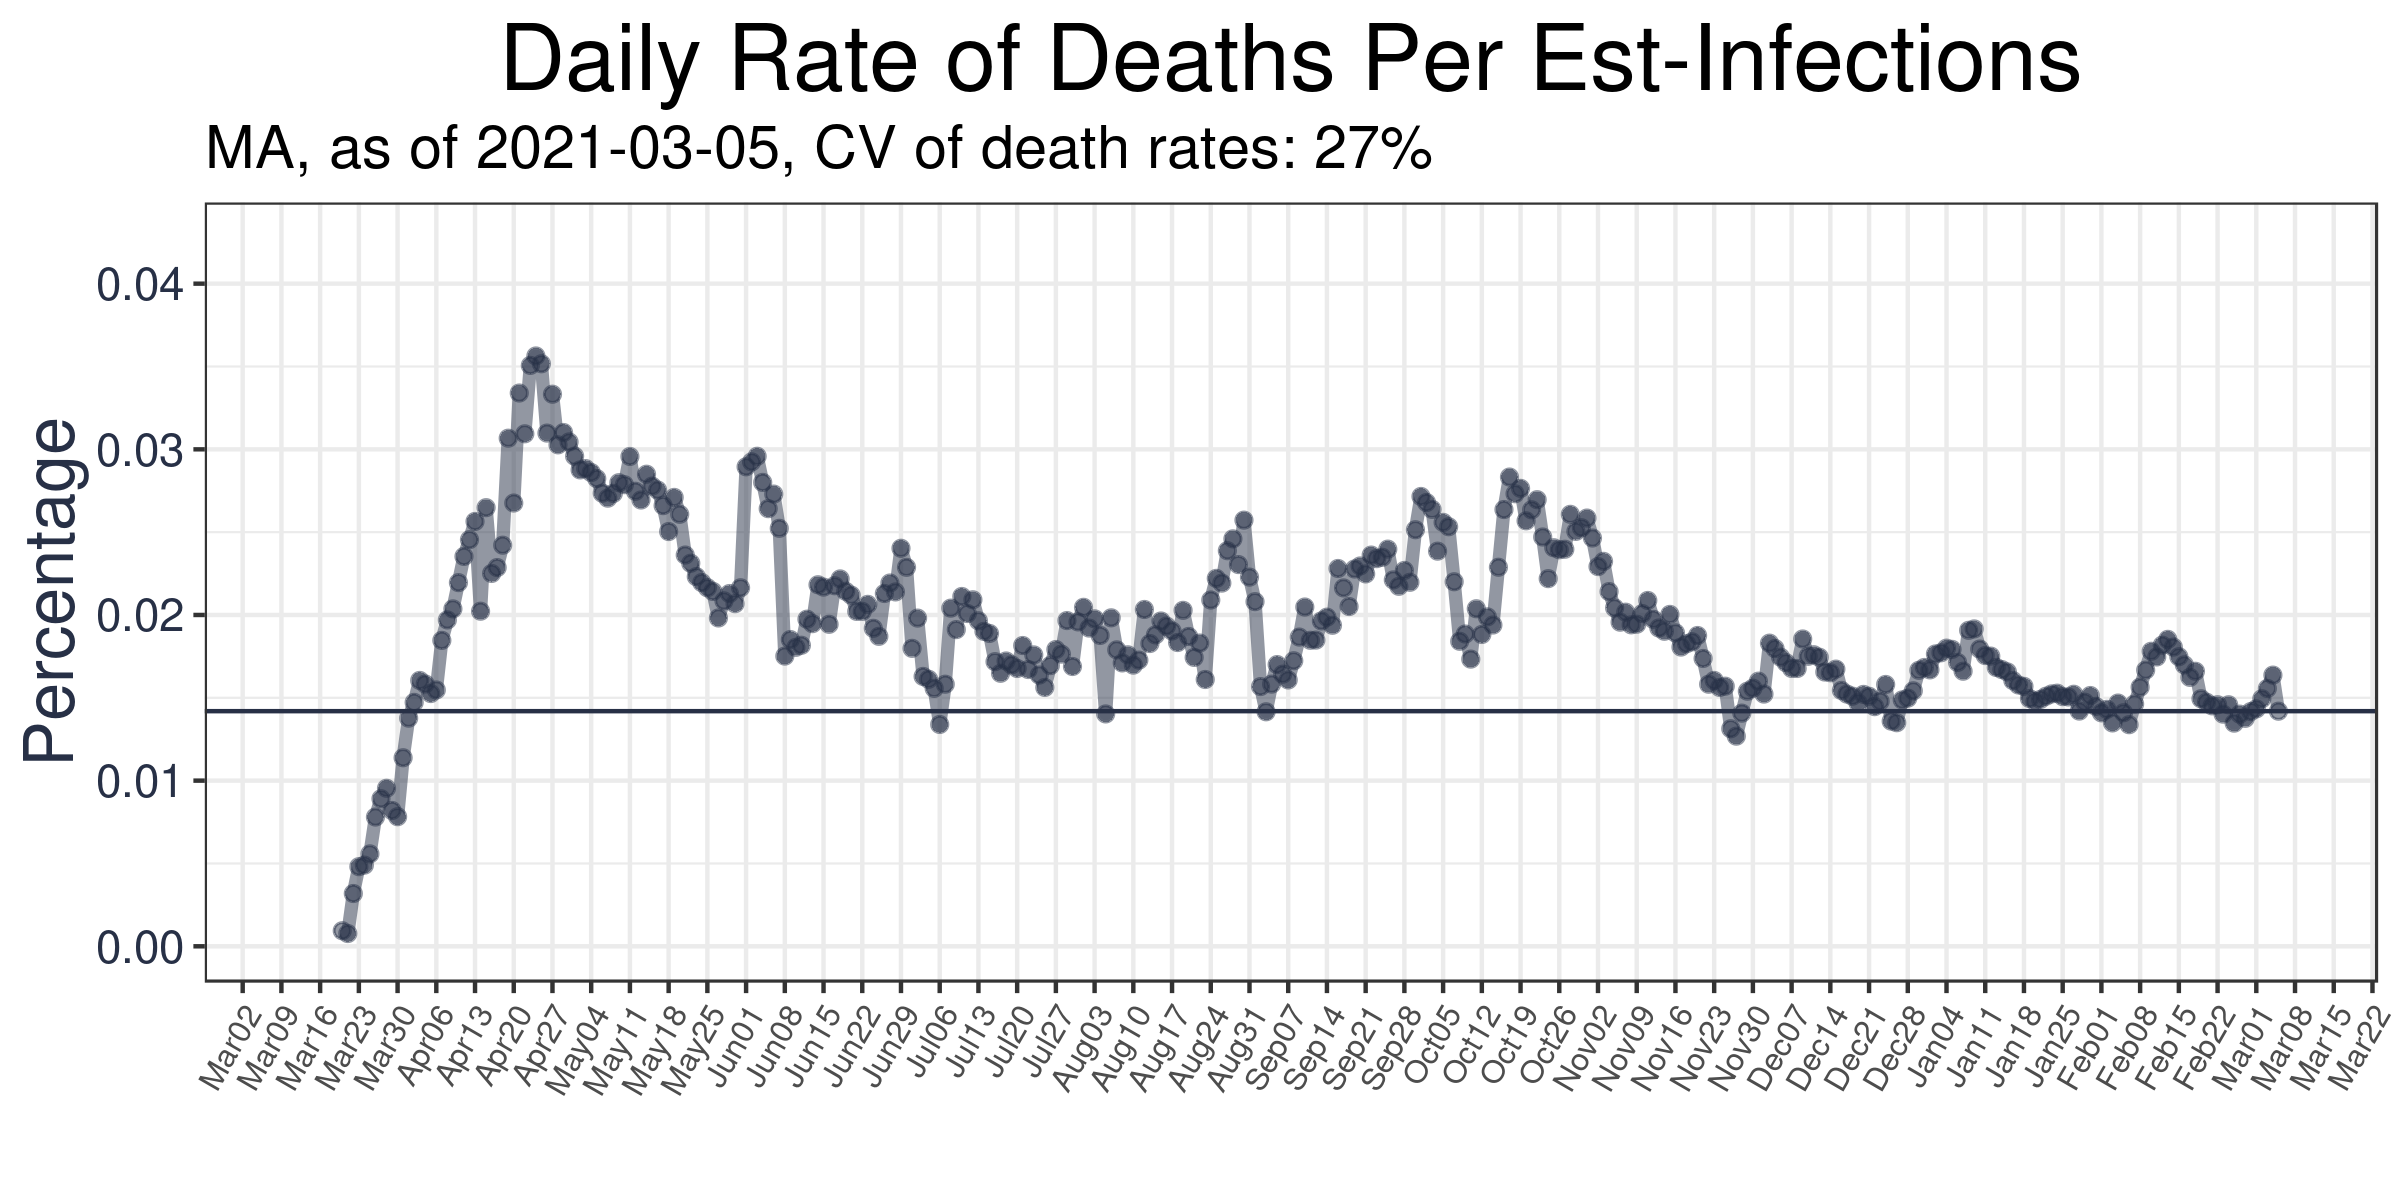 Daily Rate of Deaths Per Est-Infections
MA, as of 2021-03-05, CV of death rates: 27%
Percentage
0.04
0.03
0.02
0.01
0.00
Mar02 Mar09 Mar16 Mar23 Mar30 Apr06 Apr13 Apr20 Apr27 May04 May11 May18 May25 Jun01 Jun08 Jun15 Jun22 Jun29 Jul06 Jul13 Jul20 Jul27 Aug03 Aug10 Aug17 Aug24 Aug31 Sep07 Sep14 Sep21 Sep28 Oct05 Oct12 Oct19 Oct26 Nov02 Nov09 Nov16 Nov23 Nov30 Dec07 Dec14 Dec21 Dec28 Jan04 Jan11 Jan18 Jan25 Feb01 Feb08 Feb15 Feb22 Mar01 Mar08 Mar15 Mar22